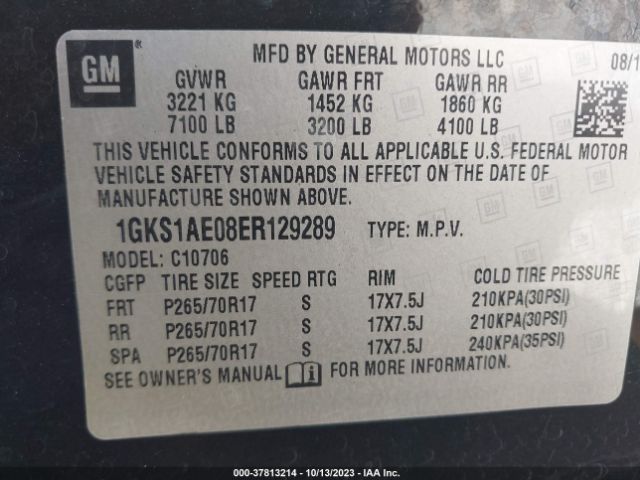 GM ®
MFD BY GENERAL MOTORS LLC 08/1
GVWR GAWR FRT GAWR RR
3221 KG 1452 KG 1860 KG
7100 LB 3200 LB 4100 LB
THIS VEHICLE CONFORMS TO ALL APPLICABLE U.S. FEDERAL MOTOR
VEHICLE SAFETY STANDARDS IN EFFECT ON THE DATE OF
MANUFACTURE SHOWN ABOVE.
1GKS1AE08ER129289 TYPE: M.P.V.
MODEL: C10706
CGFP TIRE SIZE SPEED RTG RIM COLD TIRE PRESSURE
FRT P265/70R17 S 17X7.5J 210KPA(30PSI)
RR P265/70R17 S 17X7.5J 210KPA(30PSI)
SPA P265/70R17 S 17X7.5J 240KPA(35PSI)
SEE OWNER'S MANUAL i FOR MORE INFORMATION.
000-37813214 - 10/13/2023 - IAA Inc.